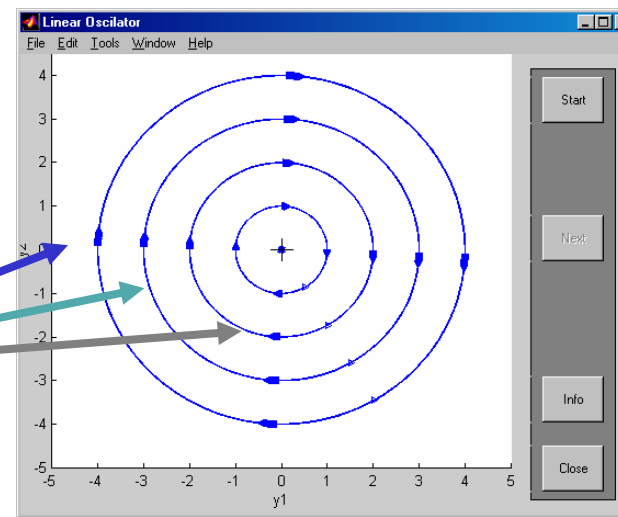 Linear Oscilator
File Edit Tools Window Help
4
3
2
1
-1
-2
-3
-4
-5
-5 -4 -3 -2 -1 0 1 2 3 4 5
y1
Start
Next
Info
Close